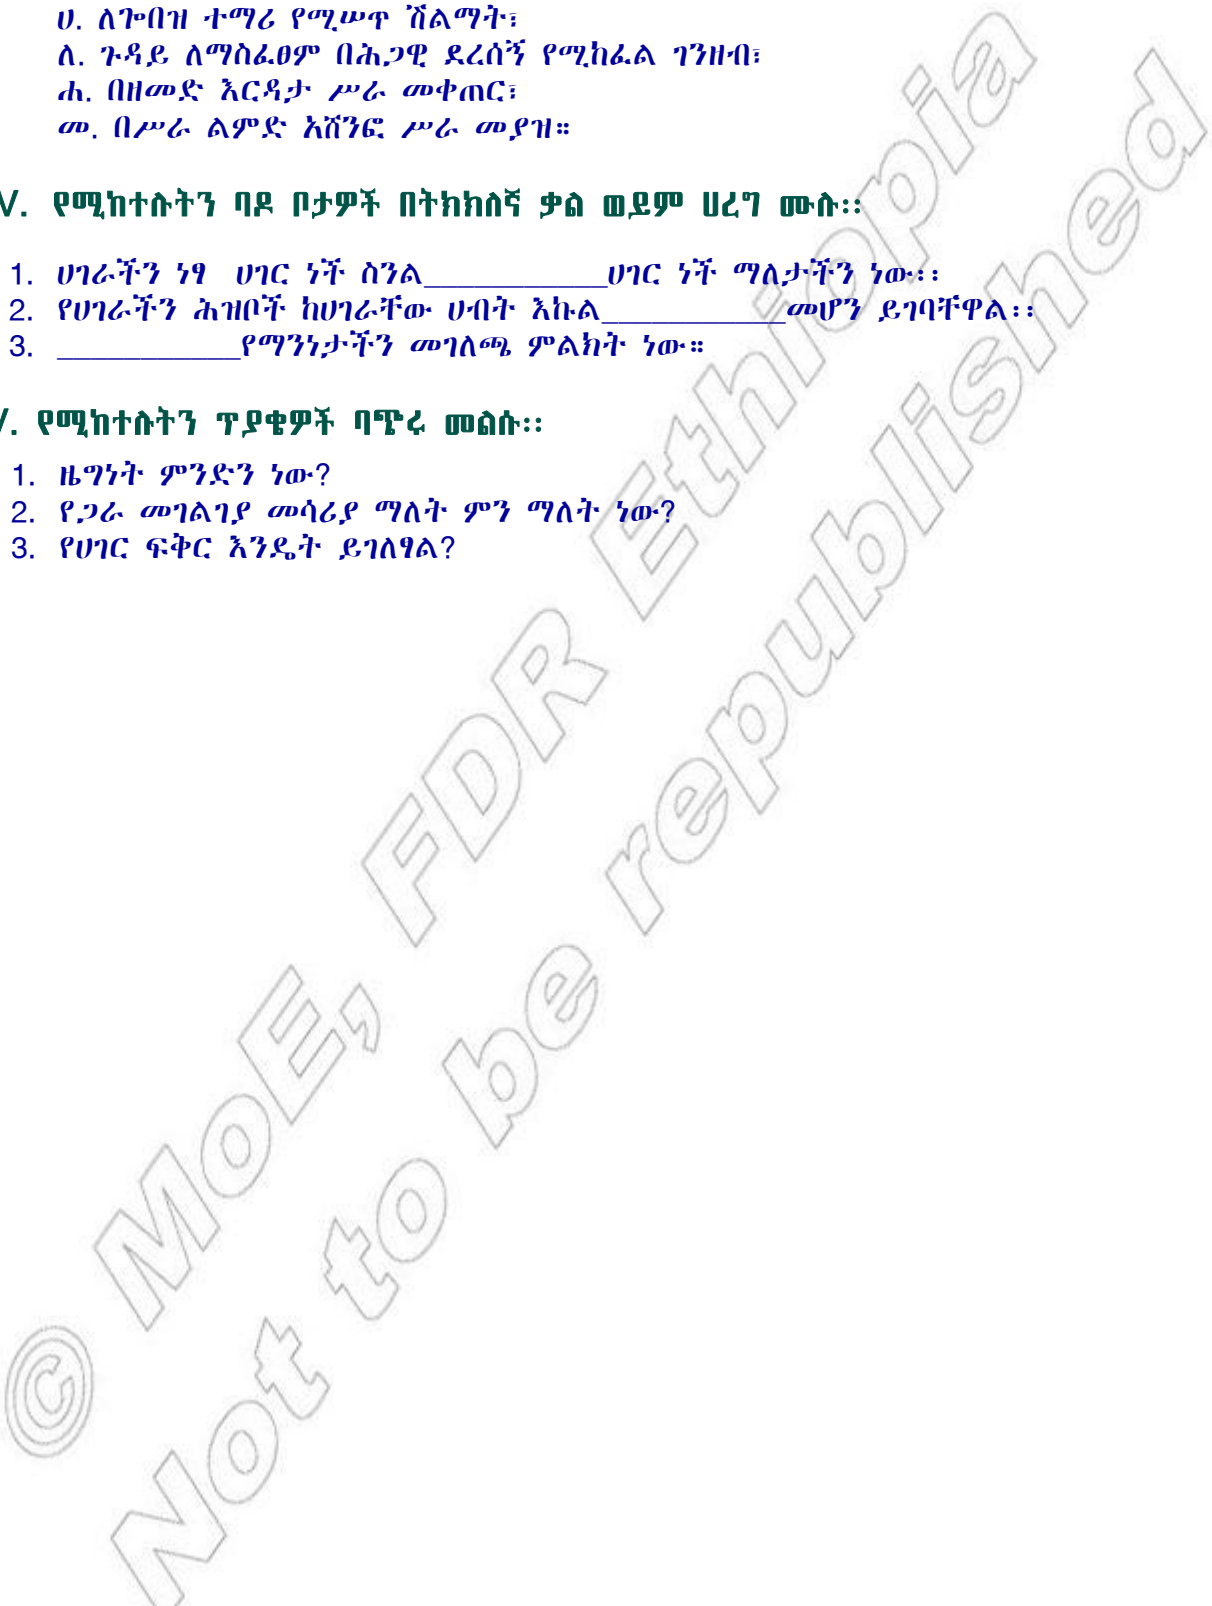 ሀ. ለጐበዝ ተማሪ የሚሠጥ ሽልማት፣
ለ. ጉዳይ ለማስፈፀም በሕጋዊ ደረሰኝ የሚከፈል ገንዘብ፣
ሐ. በዘመድ እርዳታ ሥራ መቀጠር፣
መ. በሥራ ልምድ አሸንፎ ሥራ መያዝ።
V. የሚከተሉትን ባዶ ቦታዎች በትክክለኛ ቃል ወይም ሀረግ ሙሉ፡፡
1. ሀገራችን ነፃ ሀገር ነች ስንል___________ሀገር ነች ማለታችን ነው፡፡
2. የሀገራችን ሕዝቦች ከሀገራቸው ሀብት እኩል___________መሆን ይገባቸዋል፡፡
3. ___________የማንነታችን መገለጫ ምልክት ነው።
. የሚከተሉትን ጥያቄዎች ባጭሩ መልሱ፡፡
1. ዜግነት ምንድን ነው?
2. የጋራ መገልገያ መሳሪያ ማለት ምን ማለት ነው?
3. የሀገር ፍቅር እንዴት ይገለፃል?
© MoE, FDR Ethiopia
Not to be republished